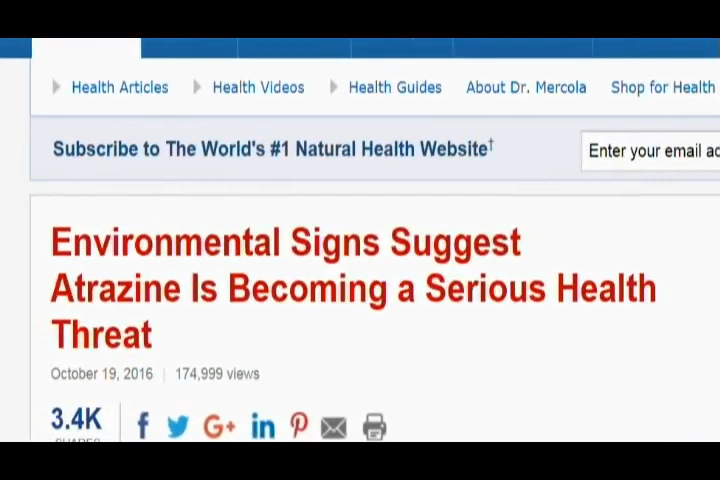 Health Articles Health Videos Health Guides About Dr. Mercola Shop for Health
Subscribe to The World's #1 Natural Health Website†
Enter your email
Environmental Signs Suggest
Atrazine Is Becoming a Serious Health
Threat
October 19, 2016 | 174,999 views
3.4K
SHARES